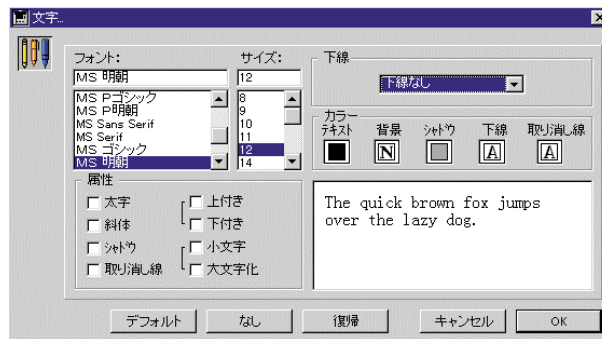 文字...
フォント:
サイズ:
MS 明朝
12
MS Pゴシック
MS P明朝
MS Sans Serif
MS Serif
MS ゴシック
MS 明朝
8
9
10
11
12
14
下線
下線なし
カラー
テキスト 背景 シャドウ 下線 取り消し線
N A A
属性
太字 上付き
斜体 下付き
シャドウ 小文字
取り消し線 大文字化
The quick brown fox jumps
over the lazy dog.
デフォルト なし 復帰 キャンセル OK